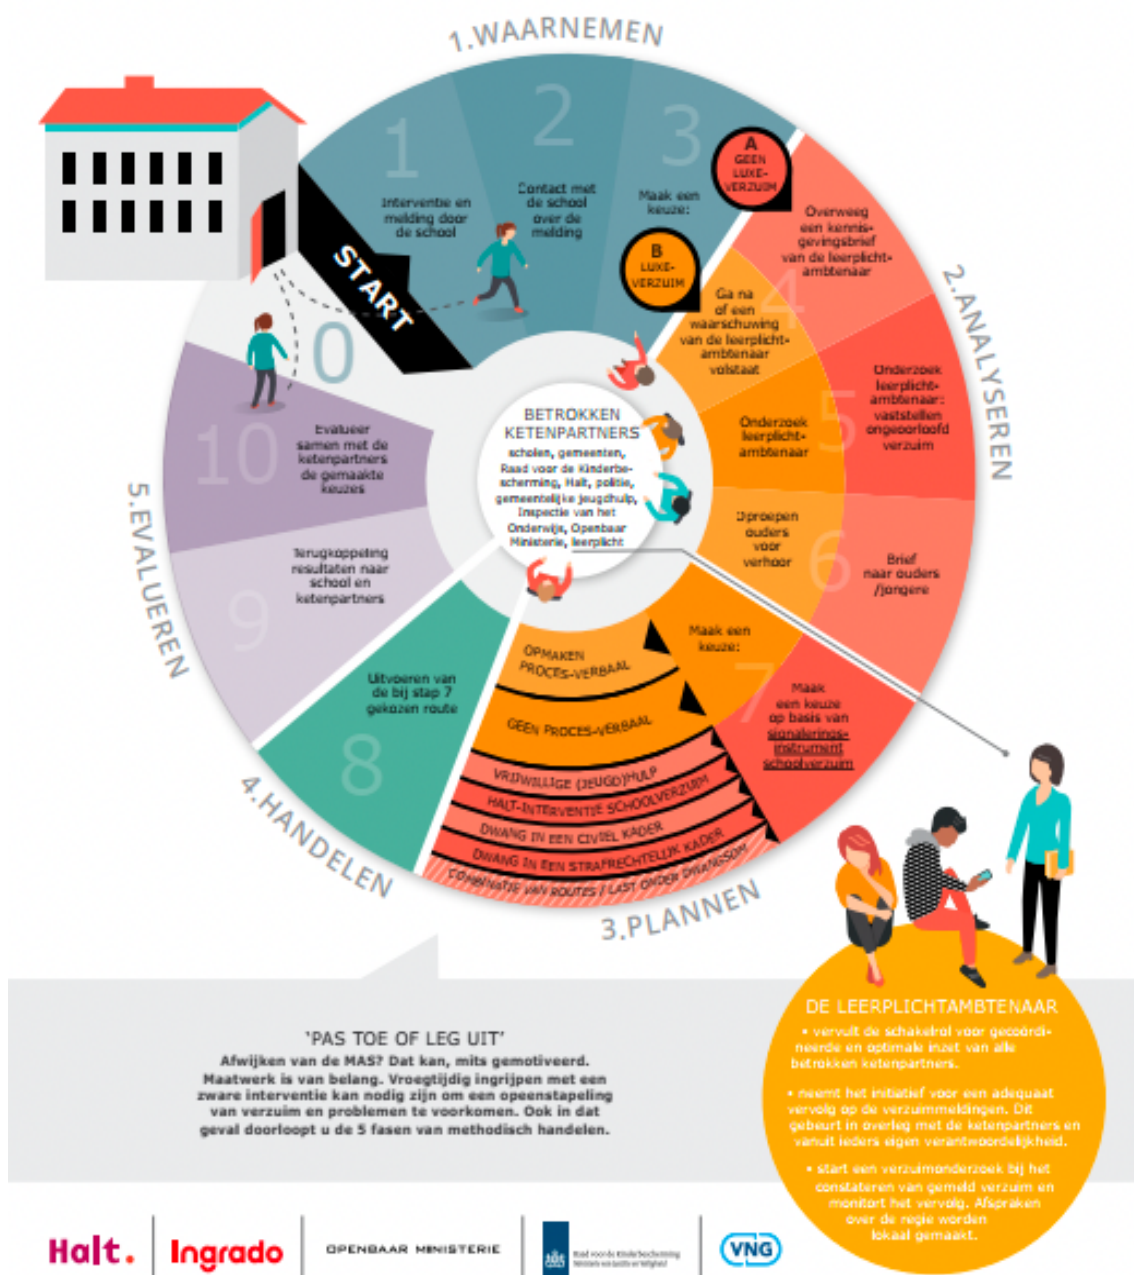 1.WAARNEMEN
1
Interventie en
melding door
de school
2
Contact met
de school
over de
melding
3
Maak een
keuze:
A
GEEN
LUXE-
VERZUIM
B
LUXE-
VERZUIM
START
0
2.ANALYSEREN
4
Overweeg
een kennis-
gevingsbrief
van de leerplicht-
ambtenaar
Ga na
of een
waarschuwing
van de leerplicht-
ambtenaar
volstaat
5
Onderzoek
leerplicht-
ambtenaar:
vaststellen
ongeoorloofd
verzuim
Onderzoek
leerplicht-
ambtenaar
6
Oproepen
ouders
voor
verhoor
Brief
naar ouders
/jongere
BETROKKEN
KETENPARTNERS
scholen, gemeenten,
Raad voor de Kinderbe-
scherming, Halt, politie,
gemeentelijke jeugdhulp,
Inspectie van het
Onderwijs, Openbaar
Ministerie, leerplicht
7
Maak een
keuze:
Maak
een keuze
op basis van
signalerings-
instrument
schoolverzuim
OPMAKEN
PROCES-VERBAAL
GEEN PROCES-VERBAAL
VRIJWILLIGE (JEUGD)HULP
HALT-INTERVENTIE SCHOOLVERZUIM
DWANG IN EEN CIVIEL KADER
DWANG IN EEN STRAFRECHTELIJK KADER
COMBINATIE VAN ROUTES / LAST ONDER DWANGSOM
3.PLANNEN
Uitvoeren van
de bij stap 7
gekozen route
8
4.HANDELEN
Terugkoppeling
resultaten naar
school en
ketenpartners
9
10
Evalueer
samen met de
ketenpartners
de gemaakte
keuzes
5.EVALUEREN
'PAS TOE OF LEG UIT'
Afwijken van de MAS? Dat kan, mits gemotiveerd.
Maatwerk is van belang. Vroegtijdig ingrijpen met een
zware interventie kan nodig zijn om een opeenstapeling
van verzuim en problemen te voorkomen. Ook in dat
geval doorloopt u de 5 fasen van methodisch handelen.
DE LEERPLICHTAMBTENAAR
• vervult de schakelrol voor gecoördi-
neerde en optimale inzet van alle
betrokken ketenpartners.
• neemt het initiatief voor een adequaat
vervolg op de verzuimmeldingen. Dit
gebeurt in overleg met de ketenpartners en
vanuit ieders eigen verantwoordelijkheid.
• start een verzuimonderzoek bij het
constateren van gemeld verzuim en
monitort het vervolg. Afspraken
over de regie worden
lokaal gemaakt.
Halt.
Ingrado
OPENBAAR MINISTERIE
Raad voor de Kinderbescherming
Ministerie van Justitie en Veiligheid
VNG